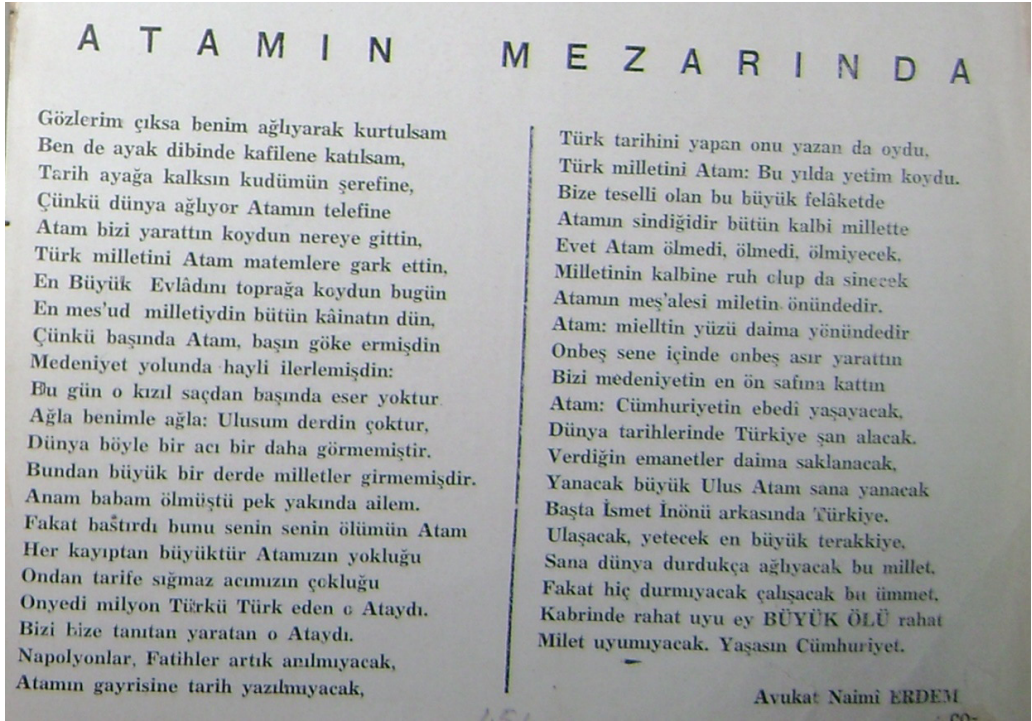 ATAMIN MEZARINDA
Gözlerim çıksa benim ağlıyarak kurtulsam
Ben de ayak dibinde kafilene katılsam,
Tarih ayağa kalksın kudümün şerefine,
Çünkü dünya ağlıyor Atamın telefine
Atam bizi yarattın koydun nereye gittin,
Türk milletini Atam matemlere gark ettin,
En Büyük Evlâdını toprağa koydun bugün
En mes'ud milletiydin bütün kâinatın dün,
Çünkü başında Atam, başın göke ermişdin
Medeniyet yolunda hayli ilerlemişdin:
Bu gün o kızıl saçdan başında eser yoktur
Ağla benimle ağla: Ulusum derdin çoktur,
Dünya böyle bir acı bir daha görmemiştir.
Bundan büyük bir derde milletler girmemişdir.
Anam babam ölmüştü pek yakında ailem.
Fakat bastırdı bunu senin senin ölümün Atam
Her kayıptan büyüktür Atamızın yokluğu
Ondan tarife sığmaz acımızın çokluğu
Onyedi milyon Türkü Türk eden o Ataydı.
Bizi bize tanıtan yaratan o Ataydı.
Napolyonlar, Fatihler artık anılmıyacak,
Atamın gayrisine tarih yazılmıyacak,
Türk tarihini yapan onu yazan da oydu,
Türk milletini Atam: Bu yılda yetim koydu.
Bize teselli olan bu büyük felâketde
Atamın sindiğidir bütün kalbi millette
Evet Atam ölmedi, ölmedi, ölmiyecek,
Milletinin kalbine ruh olup da sinecek
Atamın meş'alesi miletin önündedir.
Atam: mielltin yüzü daima yönündedir
Onbeş sene içinde onbeş asır yarattın
Bizi medeniyetin en ön safına kattın
Atam: Cümhuriyetin ebedi yaşayacak,
Dünya tarihlerinde Türkiye şan alacak.
Verdiğin emanetler daima saklanacak,
Yanacak büyük Ulus Atam sana yanacak
Başta İsmet İnönü arkasında Türkiye.
Ulaşacak, yetecek en büyük terakkiye,
Sana dünya durdukça ağlıyacak bu millet.
Fakat hiç durmıyacak çalışacak bu ümmet.
Kabrinde rahat uyu ey BÜYÜK ÖLÜ rahat
Milet uyumıyacak. Yaşasın Cümhuriyet.
Avukat Naimi ERDEM